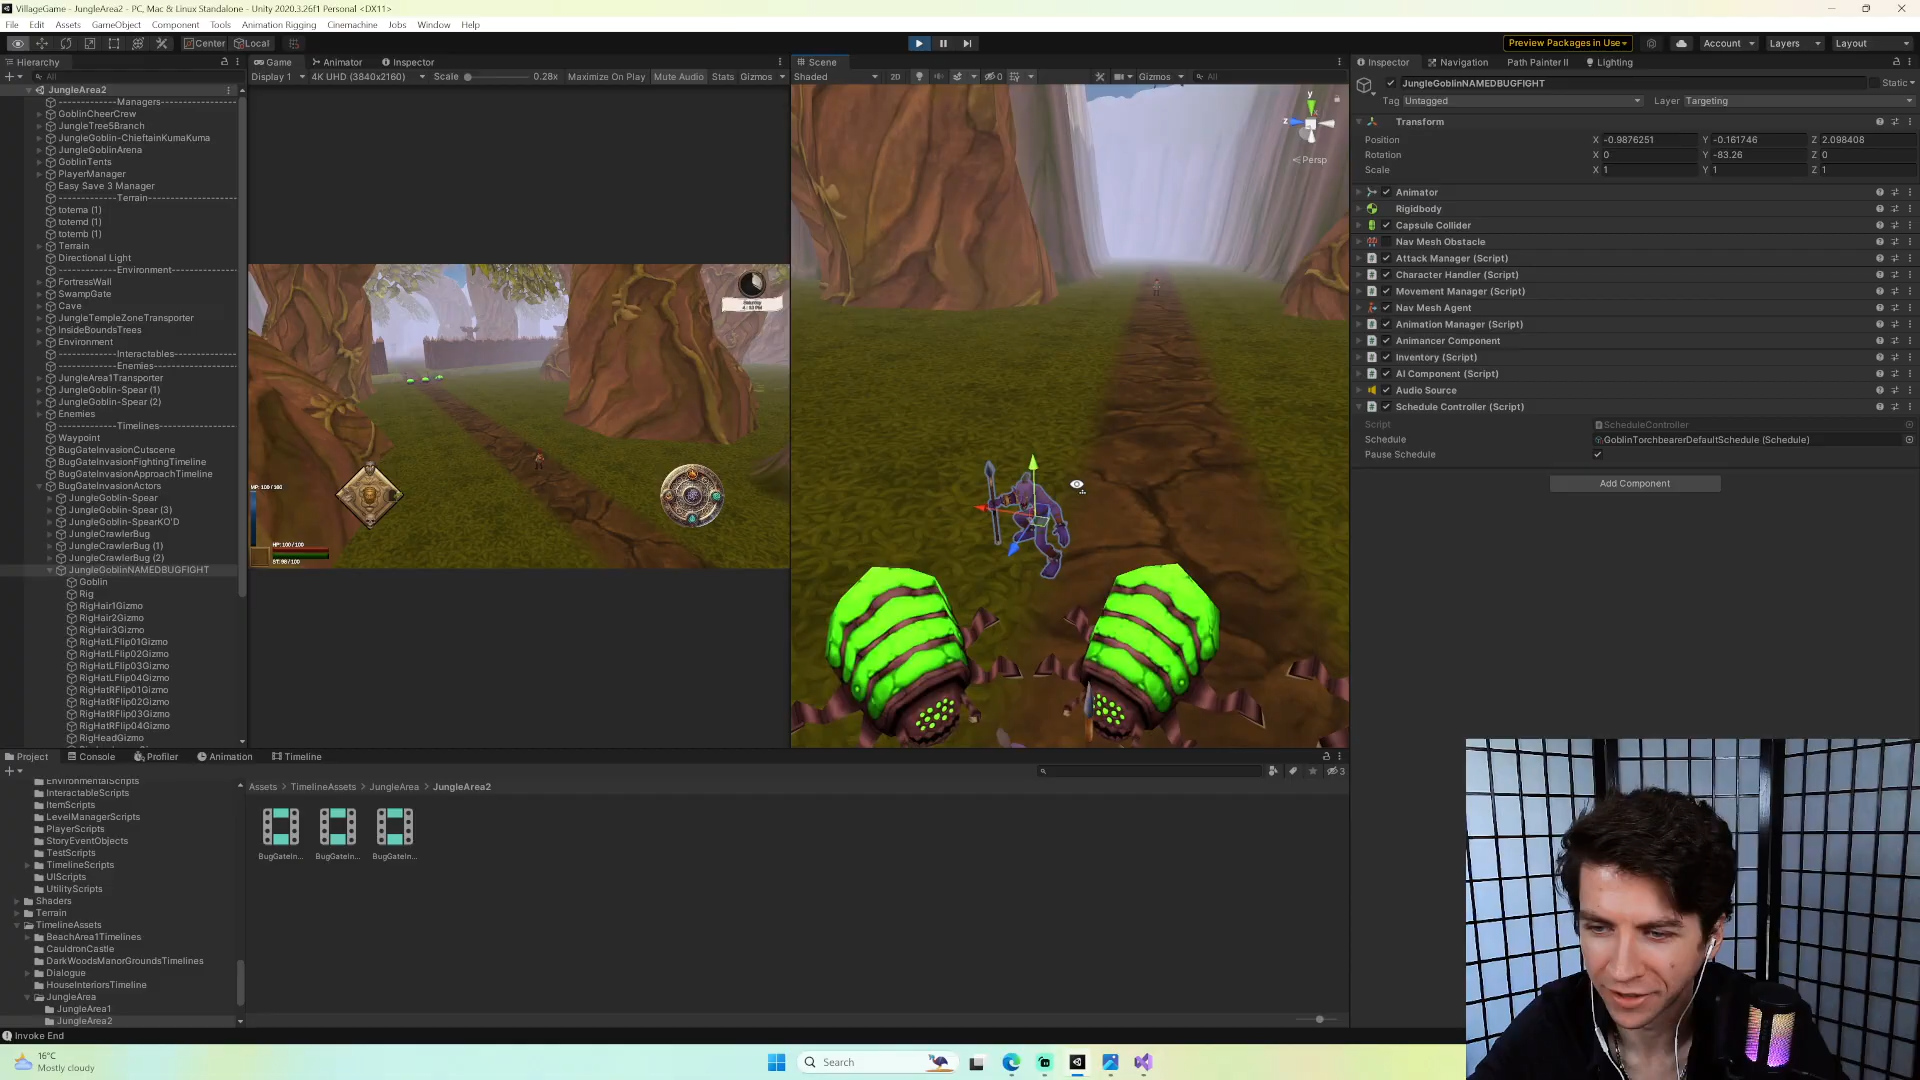 VillageGame - JungleArea2 - PC, Mac & Linux Standalone - Unity 2020.3.26f1 Personal <DX11>
File Edit Assets GameObject Component Tools Animation Rigging Cinemachine Jobs Window Help
Center Local Preview Packages in Use Account Layers Layout
Hierarchy
All
JungleArea2
--------------Managers--------------
GoblinCheerCrew
JungleTree5Branch
JungleGoblin-ChieftainKumaKuma
JungleGoblinArena
GoblinTents
PlayerManager
Easy Save 3 Manager
--------------Terrain--------------
totema (1)
totemd (1)
totemb (1)
Terrain
Directional Light
--------------Environment--------------
FortressWall
SwampGate
Cave
JungleTempleZoneTransporter
InsideBoundsTrees
Environment
--------------Interactables--------------
--------------Enemies--------------
JungleArea1Transporter
JungleGoblin-Spear (1)
JungleGoblin-Spear (2)
Enemies
--------------Timelines--------------
Waypoint
BugGateInvasionCutscene
BugGateInvasionFightingTimeline
BugGateInvasionApproachTimeline
BugGateInvasionActors
JungleGoblin-Spear
JungleGoblin-Spear (3)
JungleGoblin-SpearKO'D
JungleCrawlerBug
JungleCrawlerBug (1)
JungleCrawlerBug (2)
JungleGoblinNAMEDBUGFIGHT
Goblin
Rig
RigHair1Gizmo
RigHair2Gizmo
RigHair3Gizmo
RigHatLFlip01Gizmo
RigHatLFlip02Gizmo
RigHatLFlip03Gizmo
RigHatLFlip04Gizmo
RigHatRFlip01Gizmo
RigHatRFlip02Gizmo
RigHatRFlip03Gizmo
RigHatRFlip04Gizmo
RigHeadGizmo
Game Animator Inspector
Display 1 4K UHD (3840x2160) Scale 0.28x Maximize On Play Mute Audio Stats Gizmos
HP: 100 / 100
Scene
Shaded 2D 0 Gizmos All
y
z
Persp
Inspector Navigation Path Painter II Lighting
JungleGoblinNAMEDBUGFIGHT Static
Tag Untagged Layer Targeting
Transform
Position X -0.9876251 Y -0.161746 Z 2.098408
Rotation X 0 Y -83.26 Z 0
Scale X 1 Y 1 Z 1
Animator
Rigidbody
Capsule Collider
Nav Mesh Obstacle
Attack Manager (Script)
Character Handler (Script)
Movement Manager (Script)
Nav Mesh Agent
Animation Manager (Script)
Animancer Component
Inventory (Script)
AI Component (Script)
Audio Source
Schedule Controller (Script)
Script ScheduleController
Schedule GoblinTorchbearerDefaultSchedule (Schedule)
Pause Schedule
Add Component
Project Console Profiler Animation Timeline
3
EnvironmentalScripts
InteractableScripts
ItemScripts
LevelManagerScripts
PlayerScripts
StoryEventObjects
TestScripts
TimelineScripts
UIScripts
UtilityScripts
Shaders
Terrain
TimelineAssets
BeachArea1Timelines
CauldronCastle
DarkWoodsManorGroundsTimelines
Dialogue
HouseInteriorsTimeline
JungleArea
JungleArea1
JungleArea2
Assets > TimelineAssets > JungleArea > JungleArea2
BugGateIn... BugGateIn... BugGateIn...
Invoke End
16°C
Mostly cloudy
Search